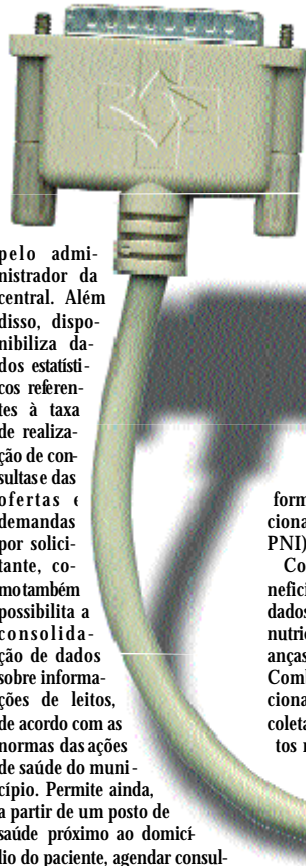 pelo admi-
nistrador da
central. Além
disso, dispo-
nibiliza da-
dos estatísti-
cos referen-
tes à taxa
de realiza-
ção de con-
sultas e das
ofertas e
demandas
por solici-
tante, co-
mo também
possibilita a
consolida-
ção de dados
sobre informa-
ções de leitos,
de acordo com as
normas das ações
de saúde do muni-
cípio. Permite ainda,
a partir de um posto de
saúde próximo ao domicí-
lio do paciente, agendar consul-
form
ciona
PNI)
Co
nefici
dados
nutric
anças
Comb
ciona
coleta
tos r